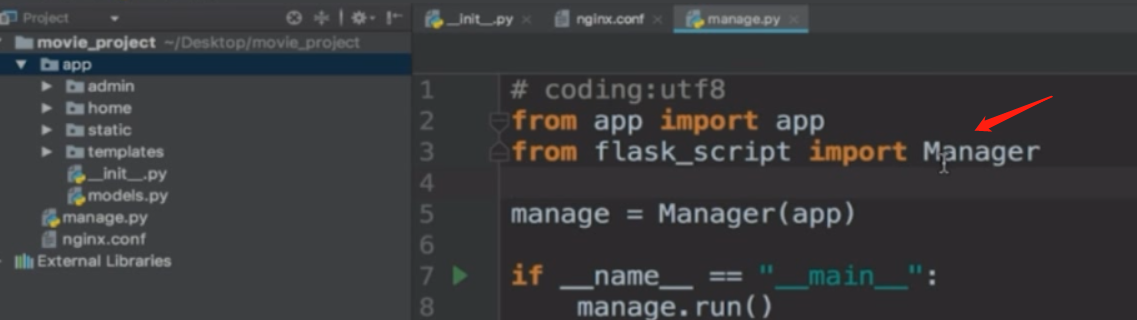 Project
movie_project ~/Desktop/movie_project
app
admin
home
static
templates
__init__.py
models.py
manage.py
nginx.conf
External Libraries
__init__.py
nginx.conf
manage.py
1 # coding:utf8
2 from app import app
3 from flask_script import Manager
4
5 manage = Manager(app)
6
7 if __name__ == "__main__":
8 manage.run()